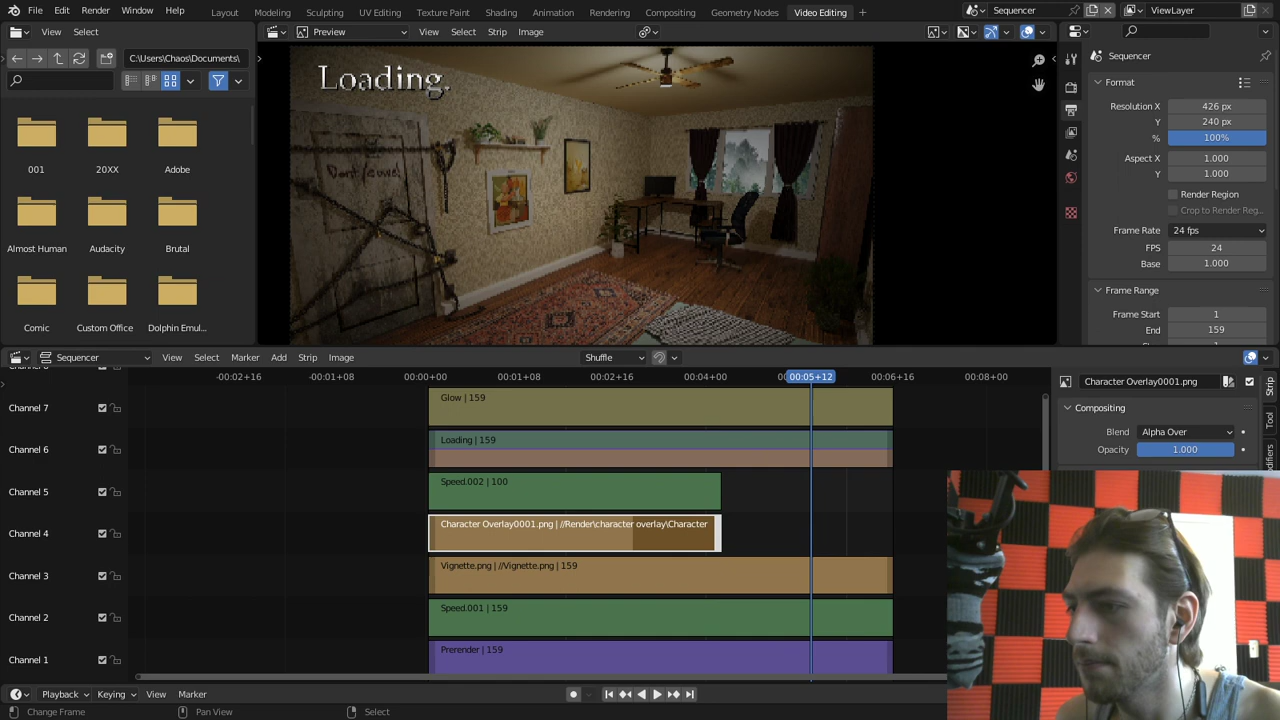 File Edit Render Window Help Layout Modeling Sculpting UV Editing Texture Paint Shading Animation Rendering Compositing Geometry Nodes Video Editing + Sequencer ViewLayer
View Select Preview View Select Strip Image
C:\Users\Chaos\Documents\ Sequencer
Loading.
Format
Resolution X 426 px
Y 240 px
% 100%
001 20XX Adobe
Aspect X 1.000
Y 1.000
Render Region
Crop to Render Reg...
Frame Rate 24 fps
Almost Human Audacity Brutal
FPS 24
Base 1.000
Frame Range
Frame Start 1
Comic Custom Office Dolphin Emul...
End 159
Sequencer View Select Marker Add Strip Image Shuffle
-00:02+16 -00:01+08 00:00+00 00:01+08 00:02+16 00:04+00 00:05+12 00:06+16 00:08+00
Character Overlay0001.png
Strip
Tool
Compositing
Blend Alpha Over
Opacity 1.000
Channel 7 Glow | 159
Channel 6 Loading | 159
Channel 5 Speed.002 | 100
Channel 4 Character Overlay0001.png | //Render\character overlay\Character
Channel 3 Vignette.png | //Vignette.png | 159
Channel 2 Speed.001 | 159
Channel 1 Prerender | 159
Playback Keying View Marker
Change Frame Pan View Select